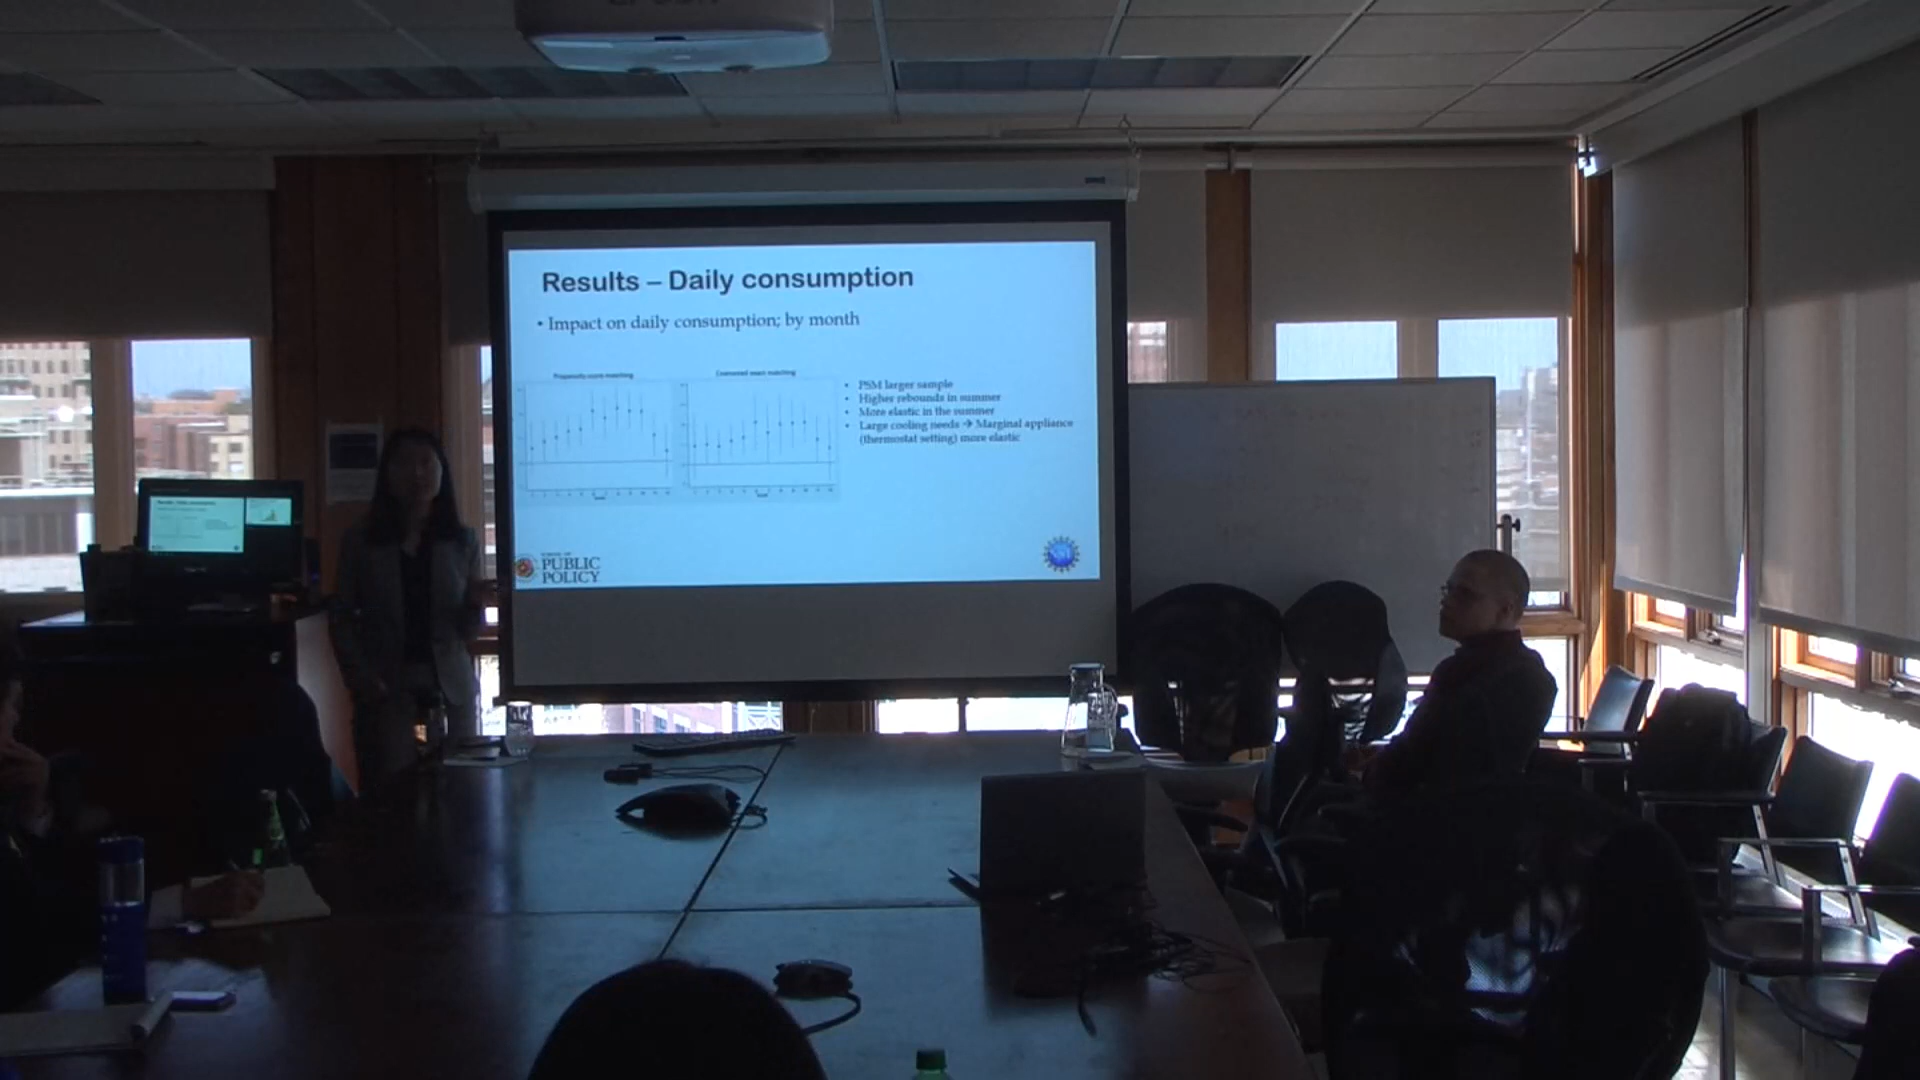 Results – Daily consumption
• Impact on daily consumption; by month
Propensity score matching
Coarsened exact matching
• PSM larger sample
• Higher rebounds in summer
• More elastic in the summer
• Large cooling needs → Marginal appliance
(thermostat setting) more elastic
SCHOOL OF
PUBLIC
POLICY